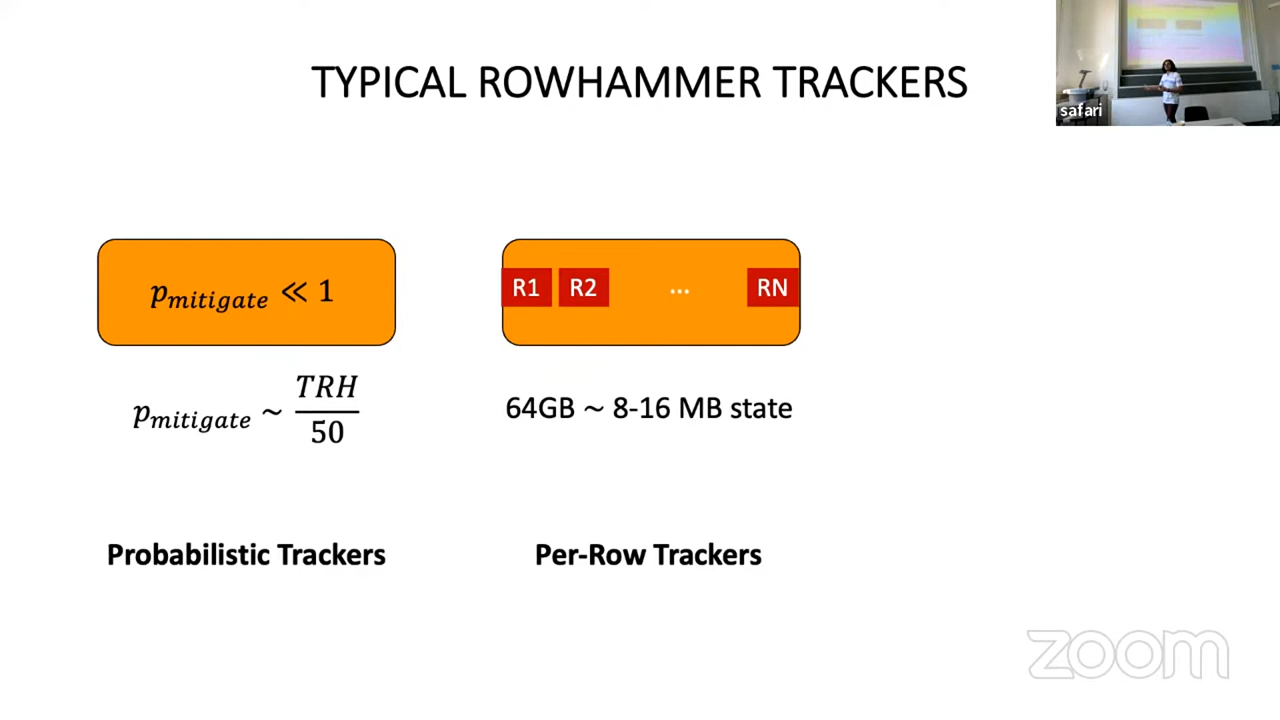 TYPICAL ROWHAMMER TRACKERS
safari
p_mitigate ≪ 1
R1 R2 ... RN
p_mitigate ~ TRH/50
64GB ~ 8-16 MB state
Probabilistic Trackers
Per-Row Trackers
zoom